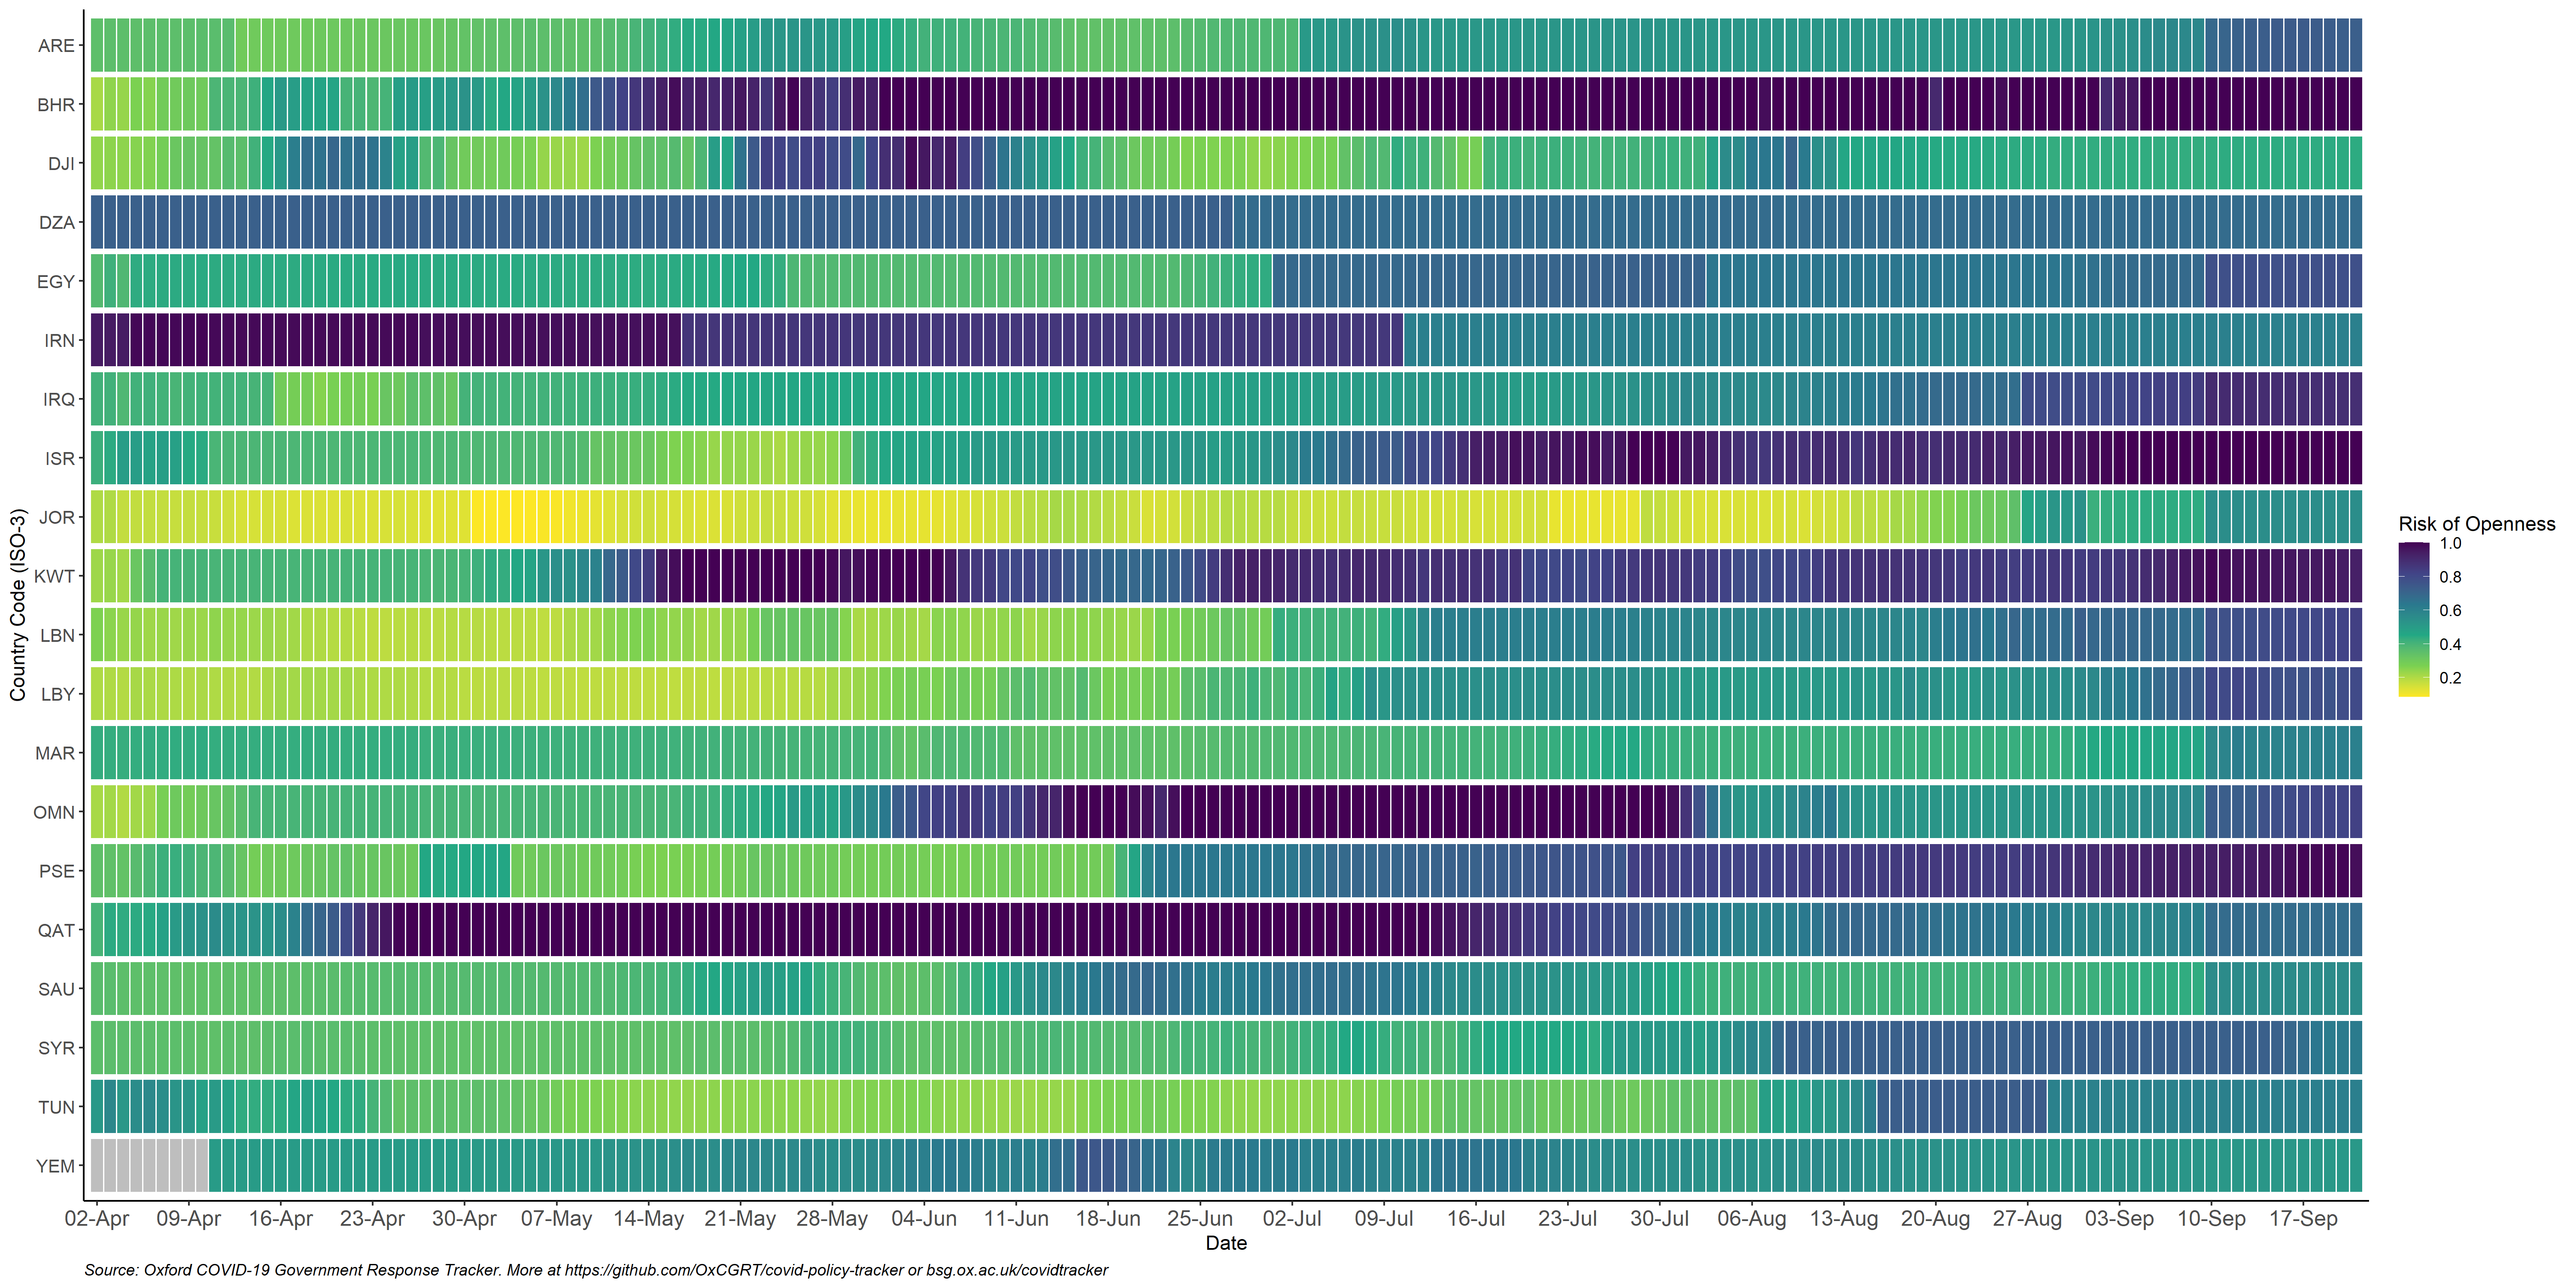 ARE
BHR
DJI
DZA
EGY
IRN
IRQ
ISR
JOR
KWT
LBN
LBY
MAR
OMN
PSE
QAT
SAU
SYR
TUN
YEM
Country Code (ISO-3)
02-Apr 09-Apr 16-Apr 23-Apr 30-Apr 07-May 14-May 21-May 28-May 04-Jun 11-Jun 18-Jun 25-Jun 02-Jul 09-Jul 16-Jul 23-Jul 30-Jul 06-Aug 13-Aug 20-Aug 27-Aug 03-Sep 10-Sep 17-Sep
Date
Risk of Openness
1.0
0.8
0.6
0.4
0.2
Source: Oxford COVID-19 Government Response Tracker. More at https://github.com/OxCGRT/covid-policy-tracker or bsg.ox.ac.uk/covidtracker